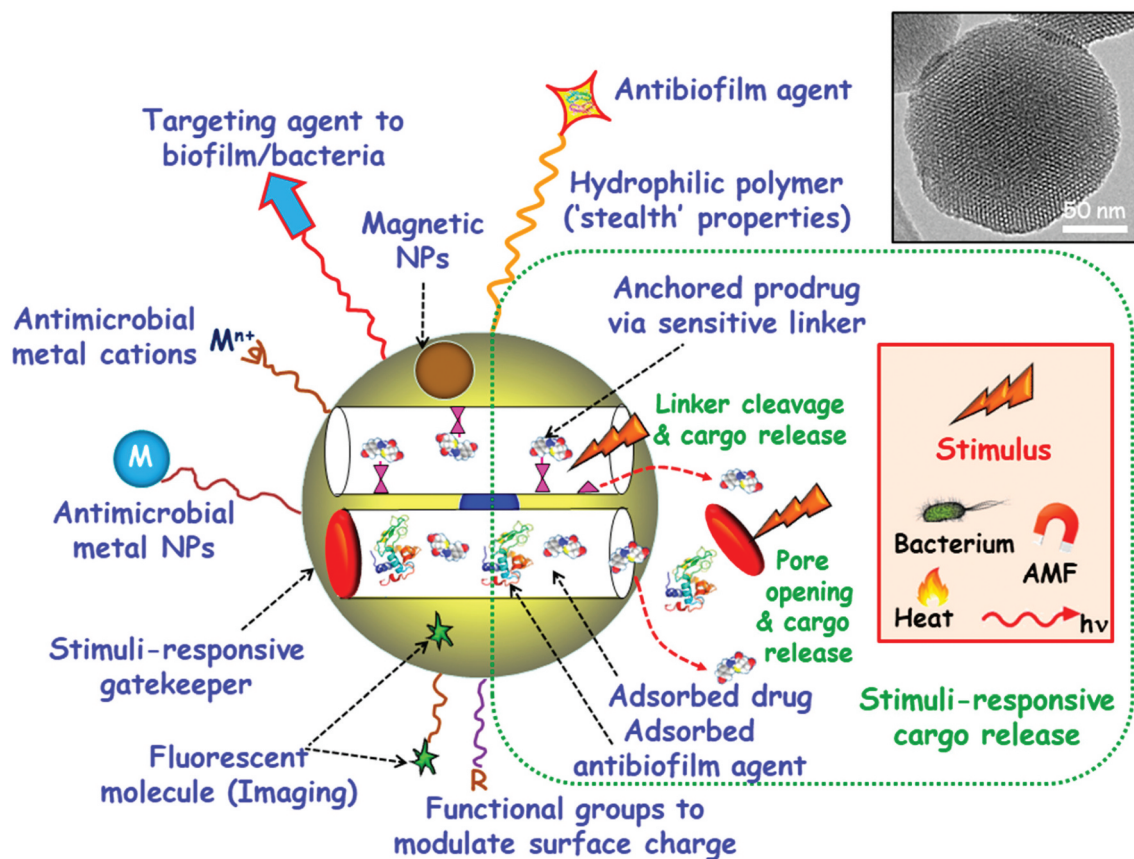 Antibiofilm agent
Targeting agent to
biofilm/bacteria
Hydrophilic polymer
('stealth' properties)
50 nm
Magnetic
NPs
Anchored prodrug
via sensitive linker
Antimicrobial
metal cations
Mⁿ⁺
Linker cleavage
& cargo release
Stimulus
M
Antimicrobial
metal NPs
Bacterium
AMF
Heat
hν
Pore
opening
& cargo
release
Stimuli-responsive
gatekeeper
Adsorbed drug
Adsorbed
antibiofilm agent
Stimuli-responsive
cargo release
Fluorescent
molecule (Imaging)
R
Functional groups to
modulate surface charge